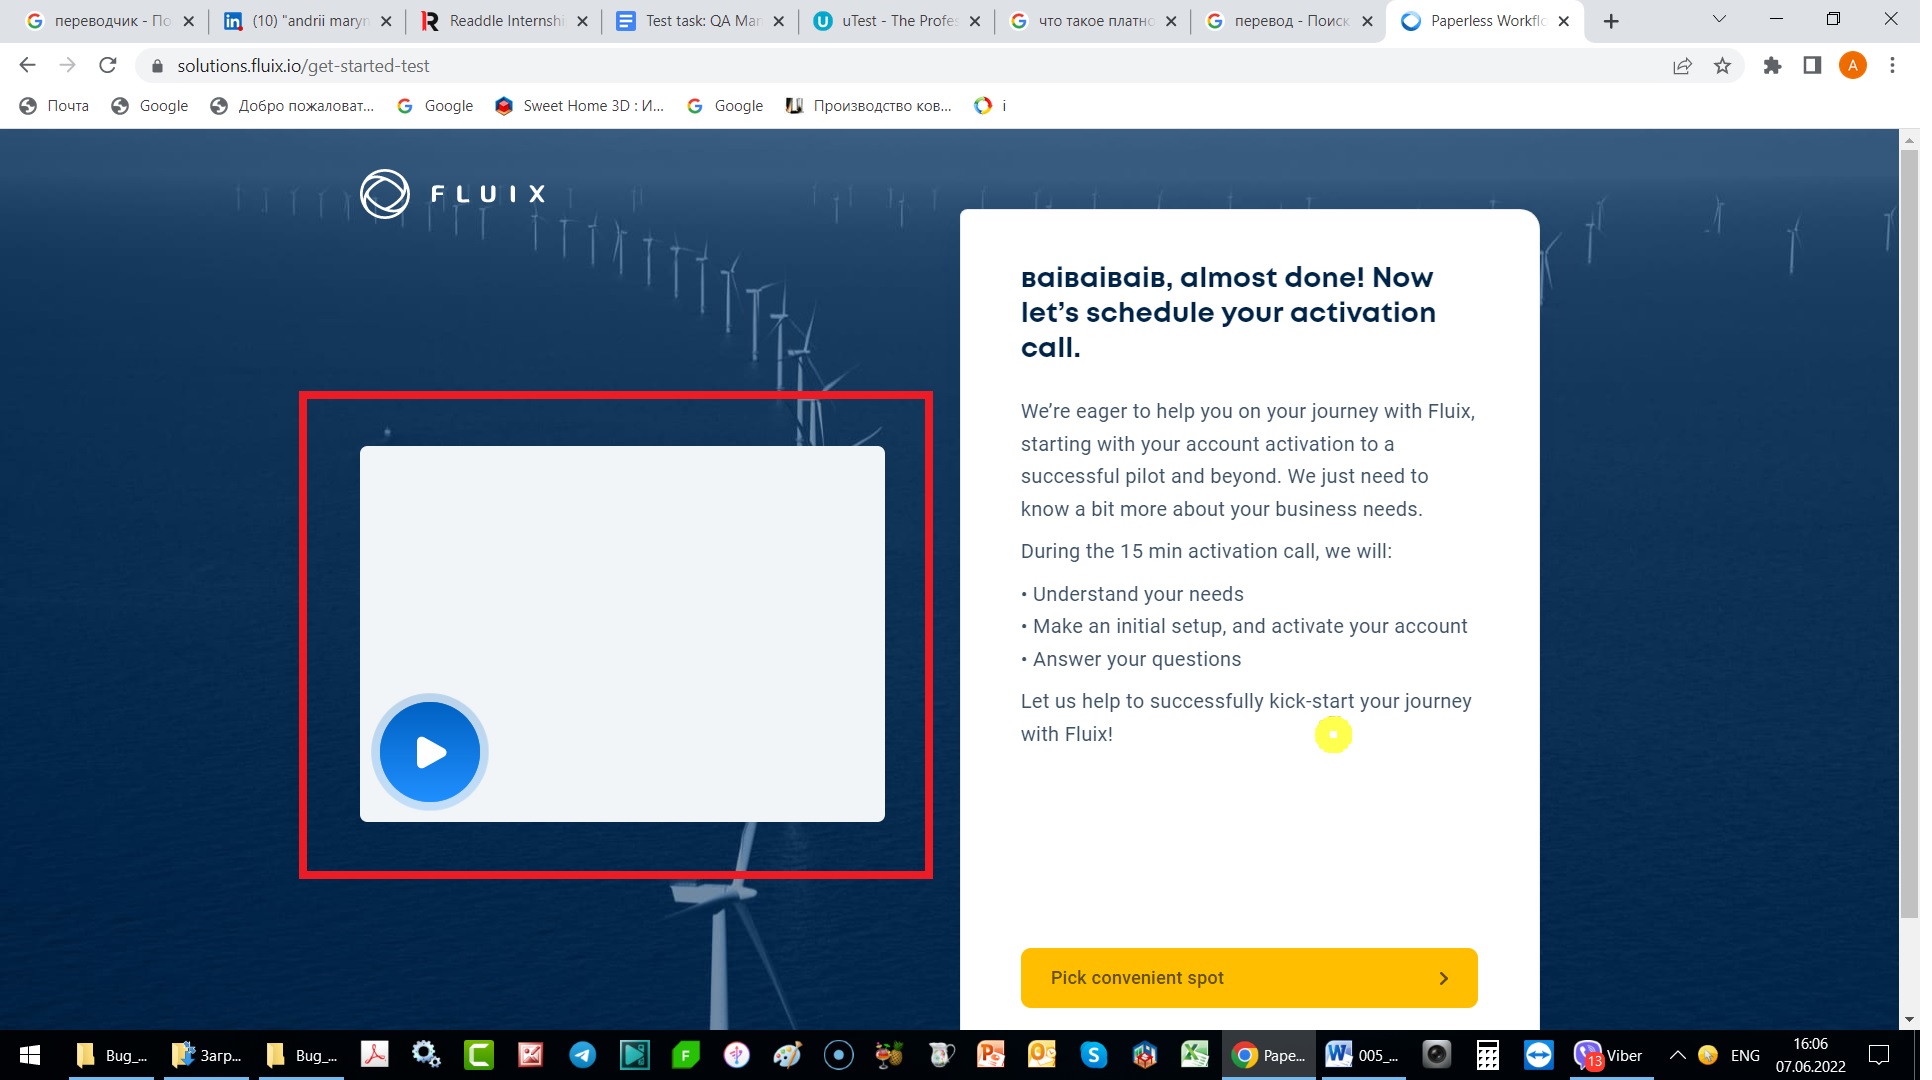 переводчик - По
(10) "andrii maryn
Readdle Internshi
Test task: QA Man
uTest - The Profes
что такое платно
перевод - Поиск
Paperless Workflo
solutions.fluix.io/get-started-test
A
Почта
Google
Добро пожаловат...
Google
Sweet Home 3D : И...
Google
Производство ков...
i
FLUIX
ваіваіваів, almost done! Now
let's schedule your activation
call.
We're eager to help you on your journey with Fluix,
starting with your account activation to a
successful pilot and beyond. We just need to
know a bit more about your business needs.
During the 15 min activation call, we will:
• Understand your needs
• Make an initial setup, and activate your account
• Answer your questions
Let us help to successfully kick-start your journey
with Fluix!
Pick convenient spot
Bug_...
Загр...
Bug_...
Pape...
005_...
13
Viber
ENG
16:06
07.06.2022